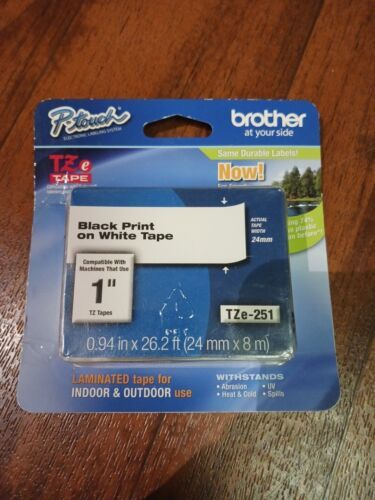 P-touch
ELECTRONIC LABELING SYSTEM
brother
at your side
TZe
TAPE
Same Durable Labels!
Now!
Black Print
on White Tape
ACTUAL
TAPE
WIDTH
24mm
Compatible With
Machines That Use
1"
TZ Tapes
TZe-251
0.94 in x 26.2 ft (24 mm x 8 m)
LAMINATED tape for
INDOOR & OUTDOOR use
WITHSTANDS
• Abrasion • UV
• Heat & Cold • Spills